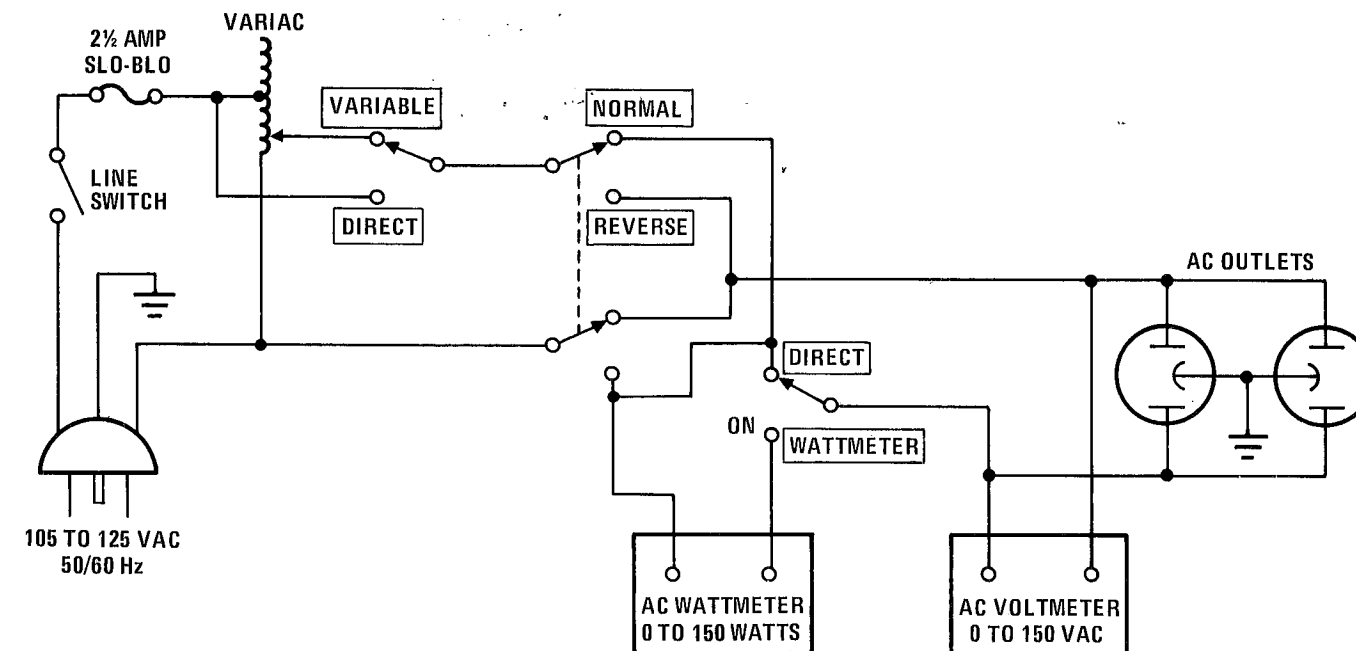 VARIAC
2½ AMP
SLO-BLO
VARIABLE
NORMAL
LINE
SWITCH
DIRECT
REVERSE
AC OUTLETS
DIRECT
ON
WATTMETER
105 TO 125 VAC
50/60 Hz
AC WATTMETER
0 TO 150 WATTS
AC VOLTMETER
0 TO 150 VAC